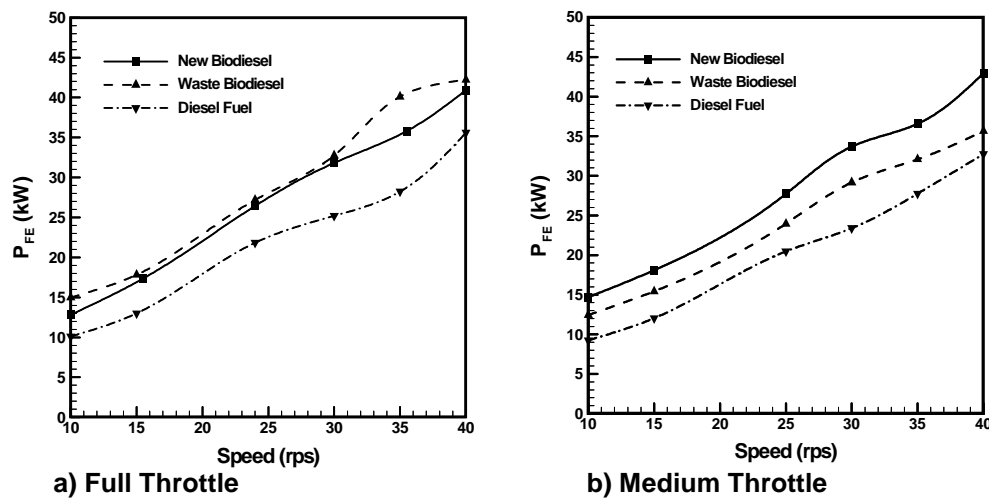 50
45
40
35
30
25
20
15
10
5
0
P_FE (kW)
New Biodiesel
Waste Biodiesel
Diesel Fuel
10 15 20 25 30 35 40
Speed (rps)
a) Full Throttle
50
45
40
35
30
25
20
15
10
5
0
P_FE (kW)
New Biodiesel
Waste Biodiesel
Diesel Fuel
10 15 20 25 30 35 40
Speed (rps)
b) Medium Throttle